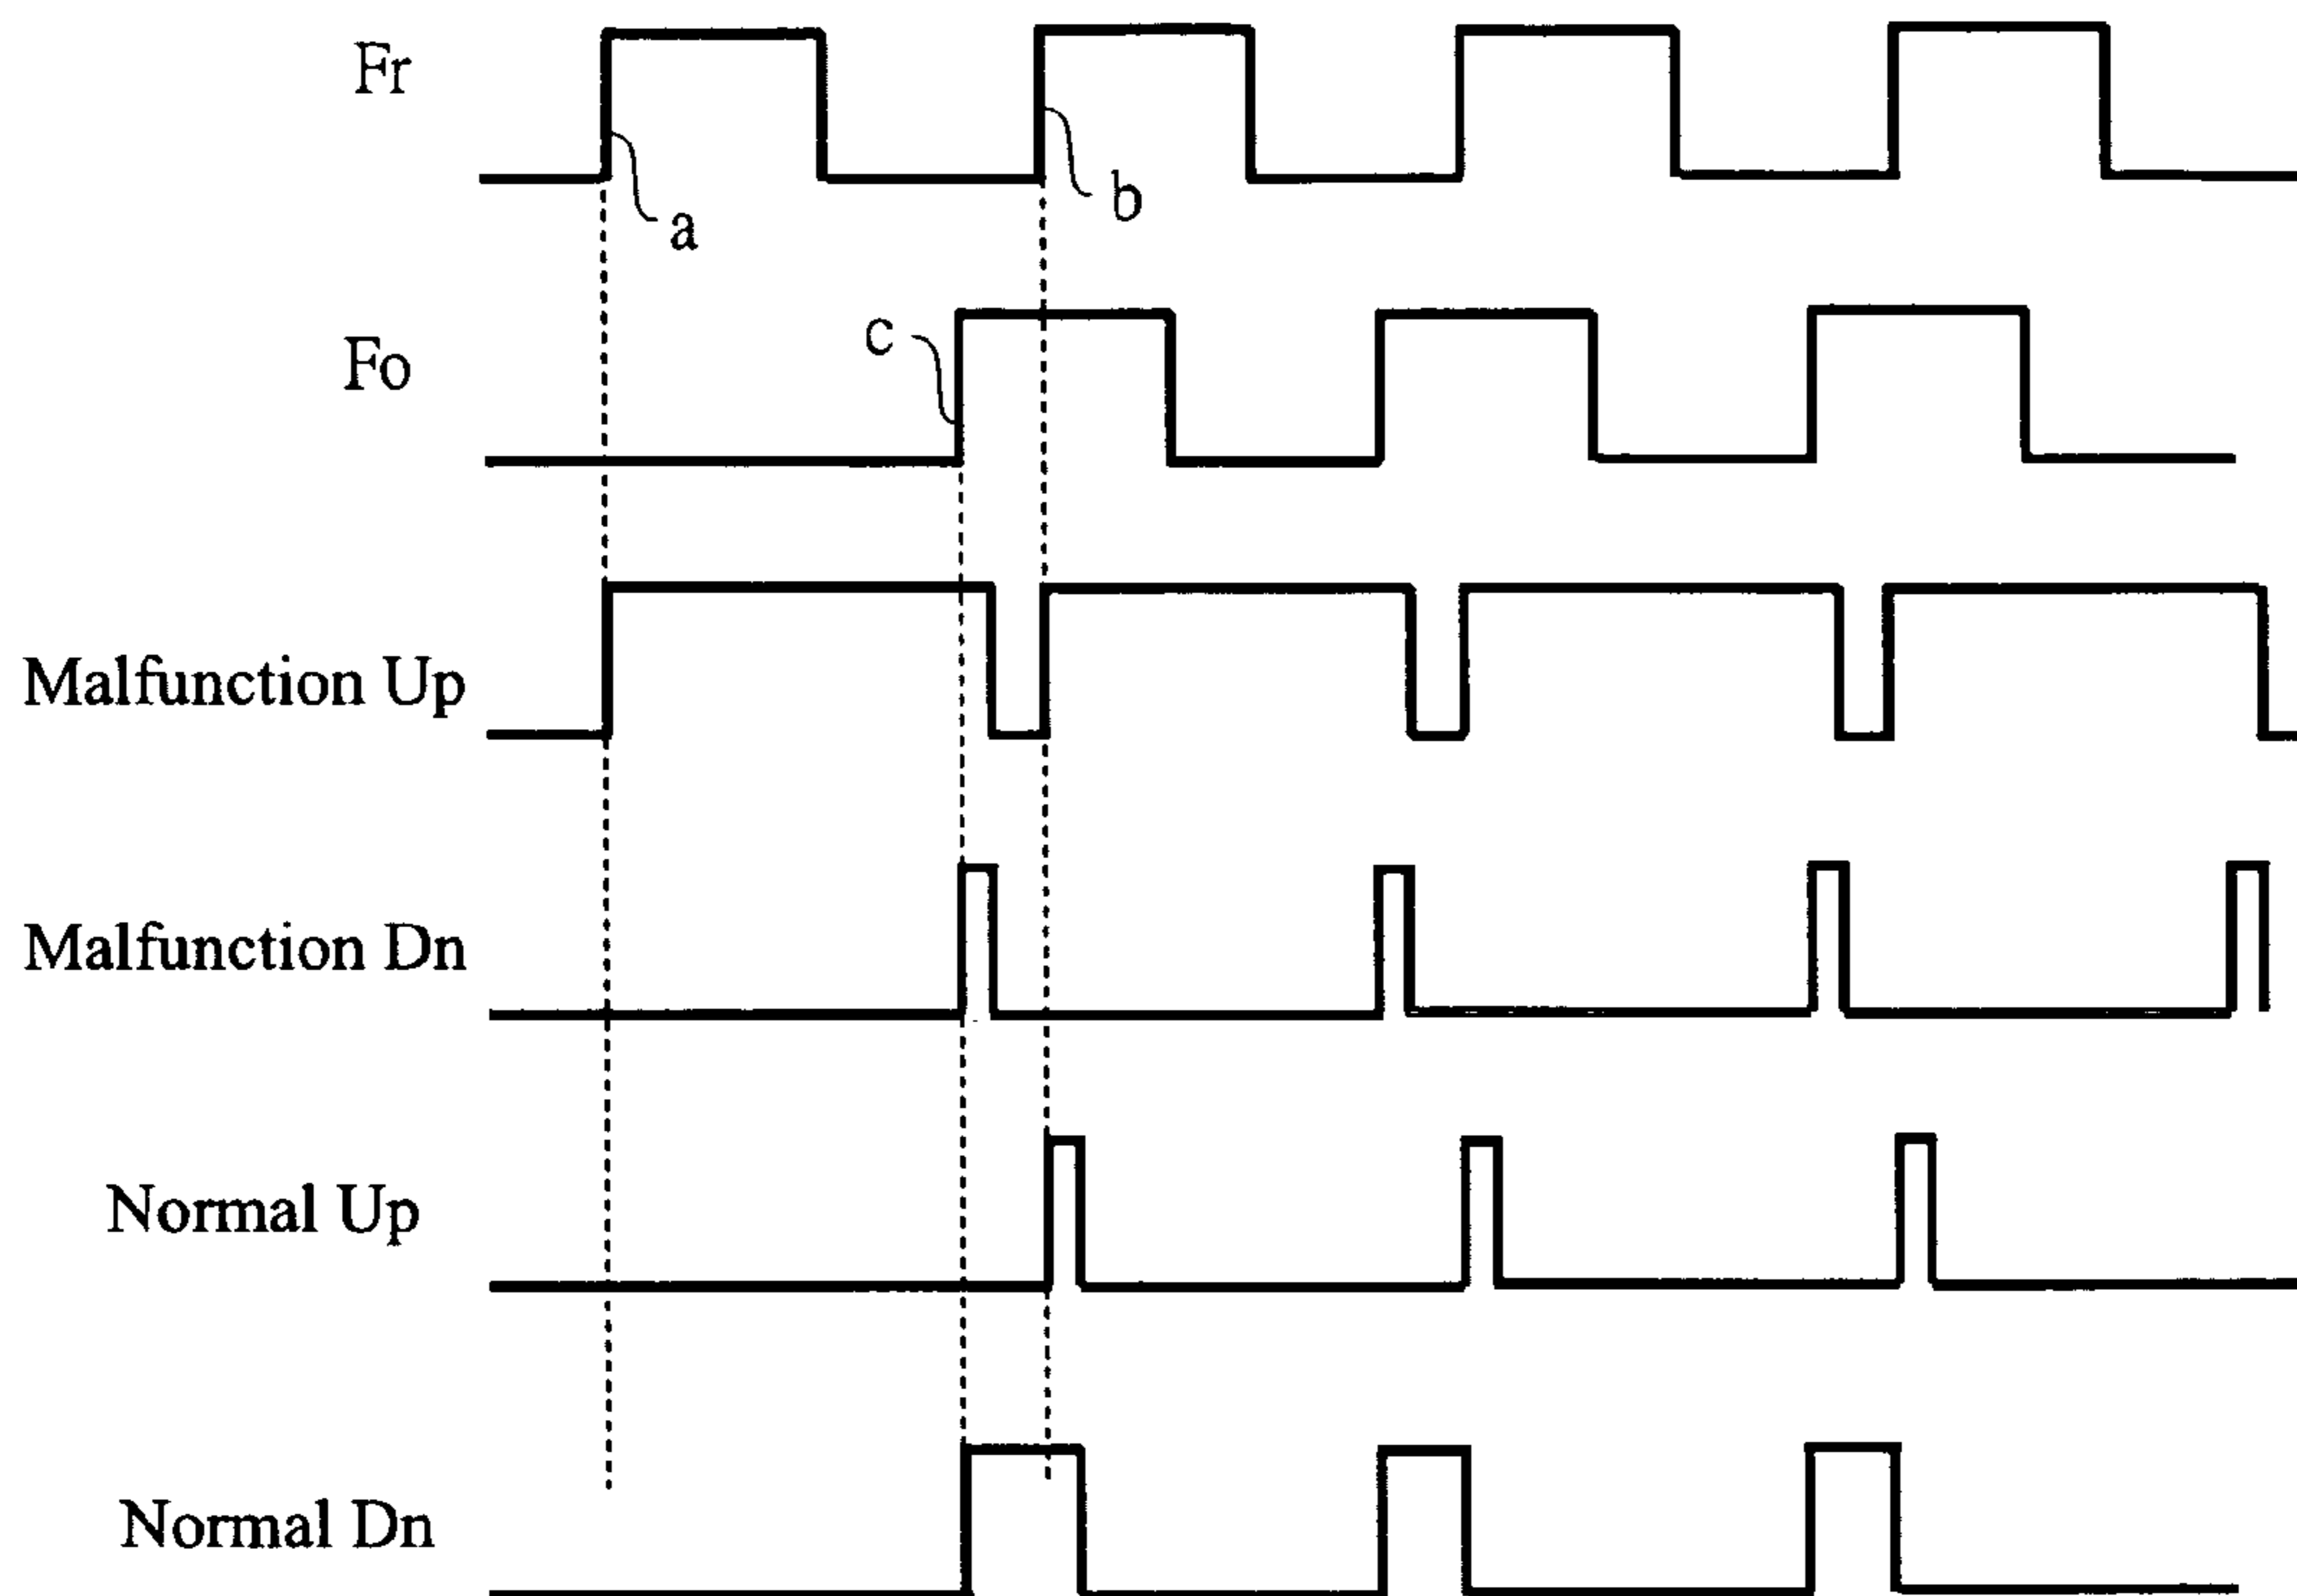 Fr
a
b
c
Fo
Malfunction Up
Malfunction Dn
Normal Up
Normal Dn